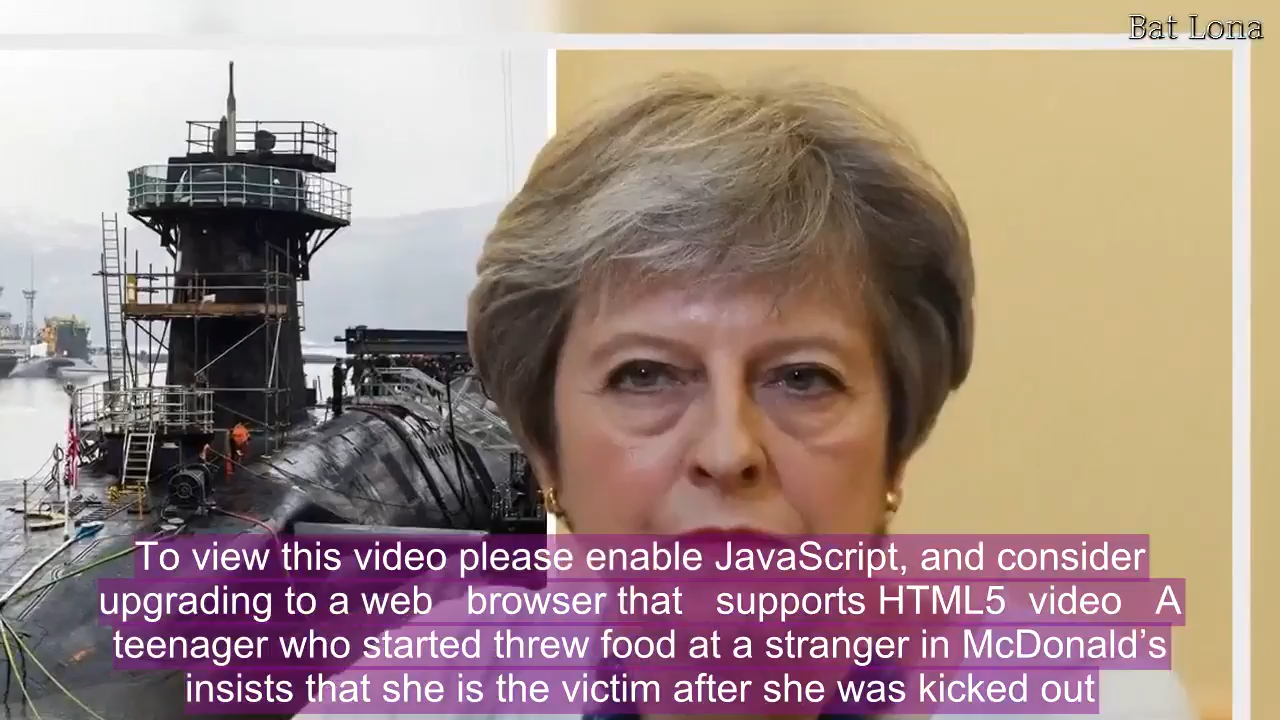 Bat Lona
To view this video please enable JavaScript, and consider
upgrading to a web browser that supports HTML5 video A
teenager who started threw food at a stranger in McDonald’s
insists that she is the victim after she was kicked out